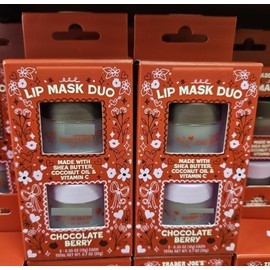 LIP MASK DUO
MADE WITH
SHEA BUTTER,
COCONUT OIL &
VITAMIN C
CHOCOLATE
BERRY
LIP MASK DUO
MADE WITH
SHEA BUTTER,
COCONUT OIL &
VITAMIN C
CHOCOLATE
BERRY
TRADER JOE'S